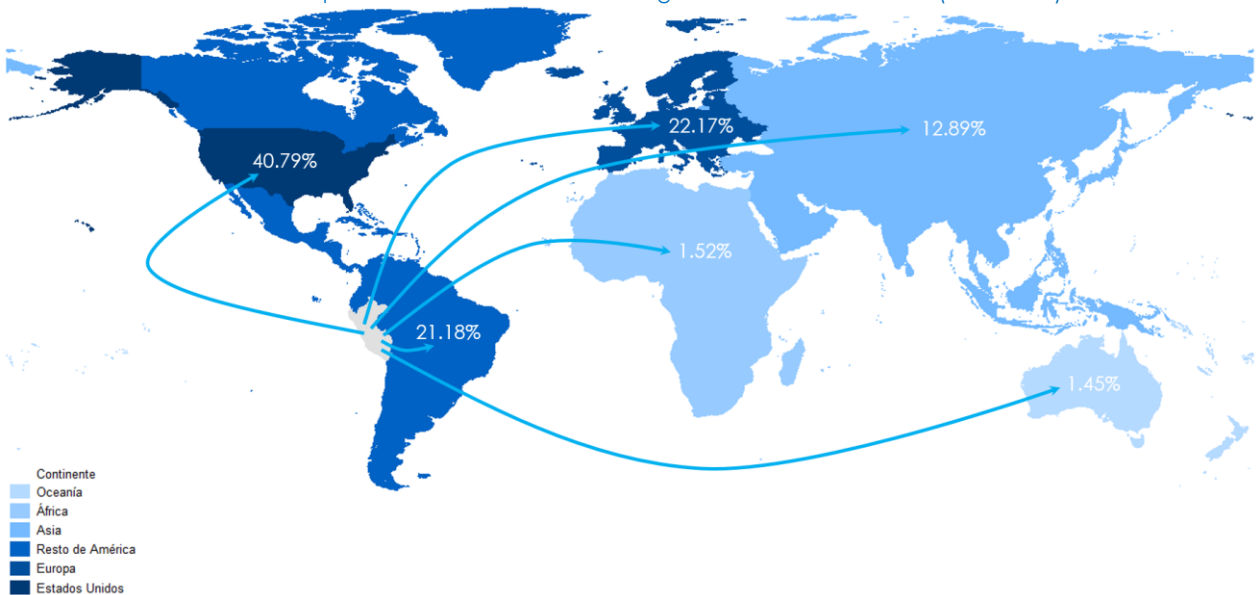 22.17%
12.89%
40.79%
1.52%
21.18%
1.45%
Continente
Oceanía
África
Asia
Resto de América
Europa
Estados Unidos